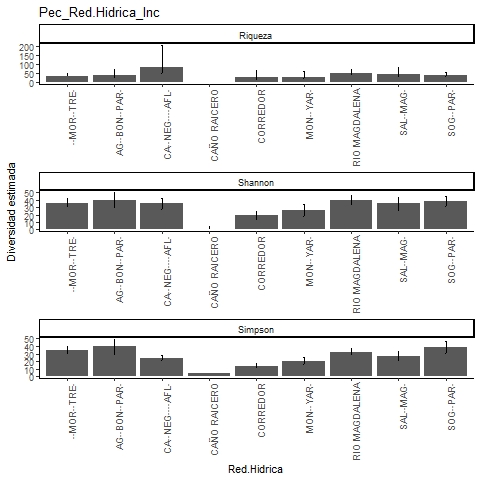 Pec_Red.Hidrica_Inc
Riqueza
200
150
100
50
0
--MOR--TRE-
AG--BON--PAR-
CA--NEG----AFL-
CAÑO RAICERO
CORREDOR
MON-- YAR-
RIO MAGDALENA
SAL--MAG-
SOG--PAR-
Diversidad estimada
Shannon
50
40
30
20
10
0
--MOR--TRE-
AG--BON--PAR-
CA--NEG----AFL-
CAÑO RAICERO
CORREDOR
MON-- YAR-
RIO MAGDALENA
SAL--MAG-
SOG--PAR-
Simpson
50
40
30
20
10
0
--MOR--TRE-
AG--BON--PAR-
CA--NEG----AFL-
CAÑO RAICERO
CORREDOR
MON-- YAR-
RIO MAGDALENA
SAL--MAG-
SOG--PAR-
Red.Hidrica